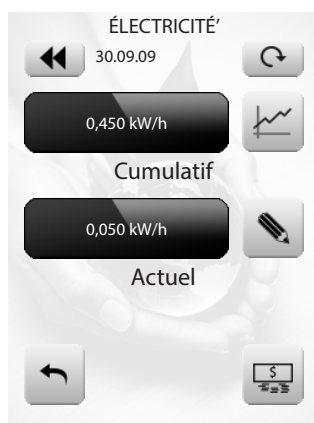 ÉLECTRICITÉ’
30.09.09
0,450 kW/h
Cumulatif
0,050 kW/h
Actuel
$